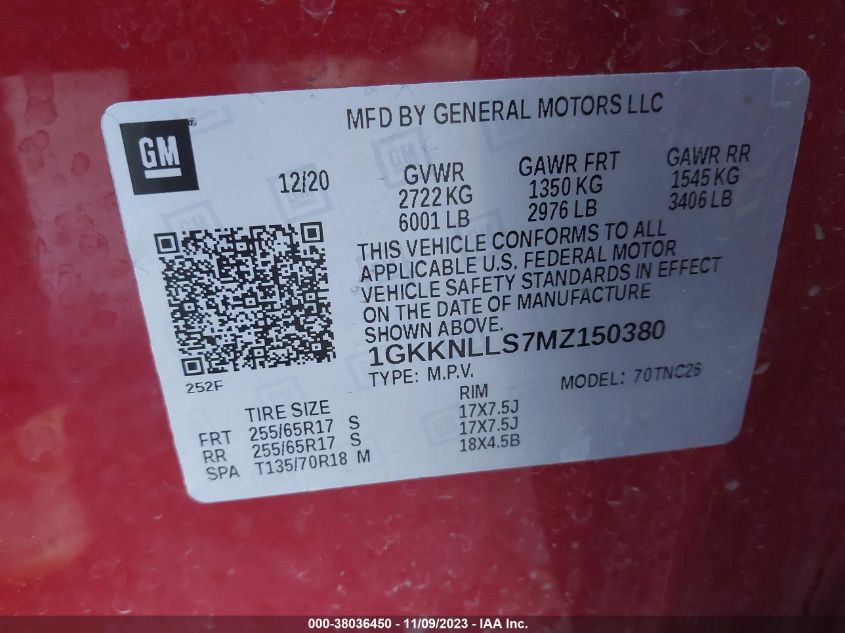 MFD BY GENERAL MOTORS LLC
GM
12/20
GVWR GAWR FRT GAWR RR
2722 KG 1350 KG 1545 KG
6001 LB 2976 LB 3406 LB
THIS VEHICLE CONFORMS TO ALL
APPLICABLE U.S. FEDERAL MOTOR
VEHICLE SAFETY STANDARDS IN EFFECT
ON THE DATE OF MANUFACTURE
SHOWN ABOVE.
1GKKNLLS7MZ150380
252F
TYPE: M.P.V. MODEL: 70TNC26
TIRE SIZE RIM
FRT 255/65R17 S 17X7.5J
RR 255/65R17 S 17X7.5J
SPA T135/70R18 M 18X4.5B
000-38036450 - 11/09/2023 - IAA Inc.